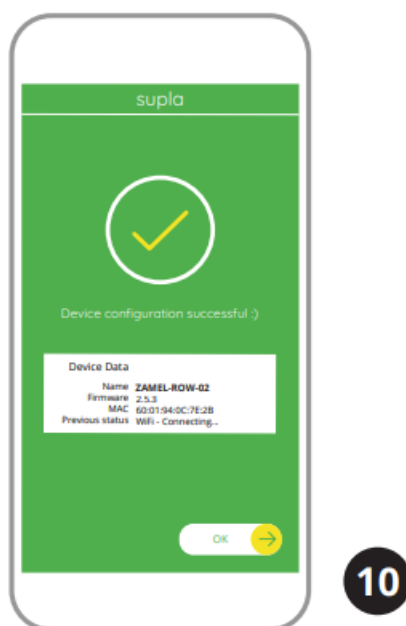 supla
Device configuration successful :)
Device Data
Name ZAMEL-ROW-02
Firmware 2.5.3
MAC 60:01:94:0C:7E:2B
Previous status WiFi - Connecting...
OK
10